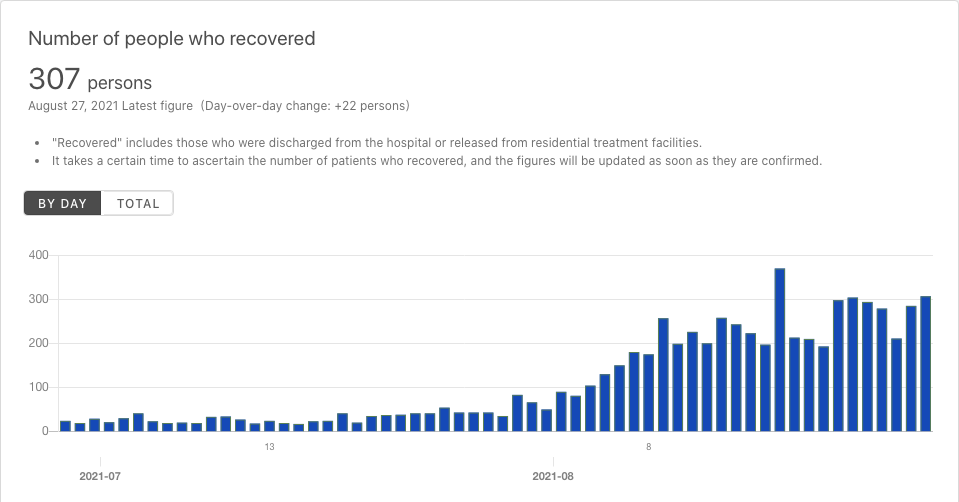 Number of people who recovered
307 persons
August 27, 2021 Latest figure (Day-over-day change: +22 persons)
• "Recovered" includes those who were discharged from the hospital or released from residential treatment facilities.
• It takes a certain time to ascertain the number of patients who recovered, and the figures will be updated as soon as they are confirmed.
BY DAY TOTAL
400
300
200
100
0
13 8
2021-07 2021-08